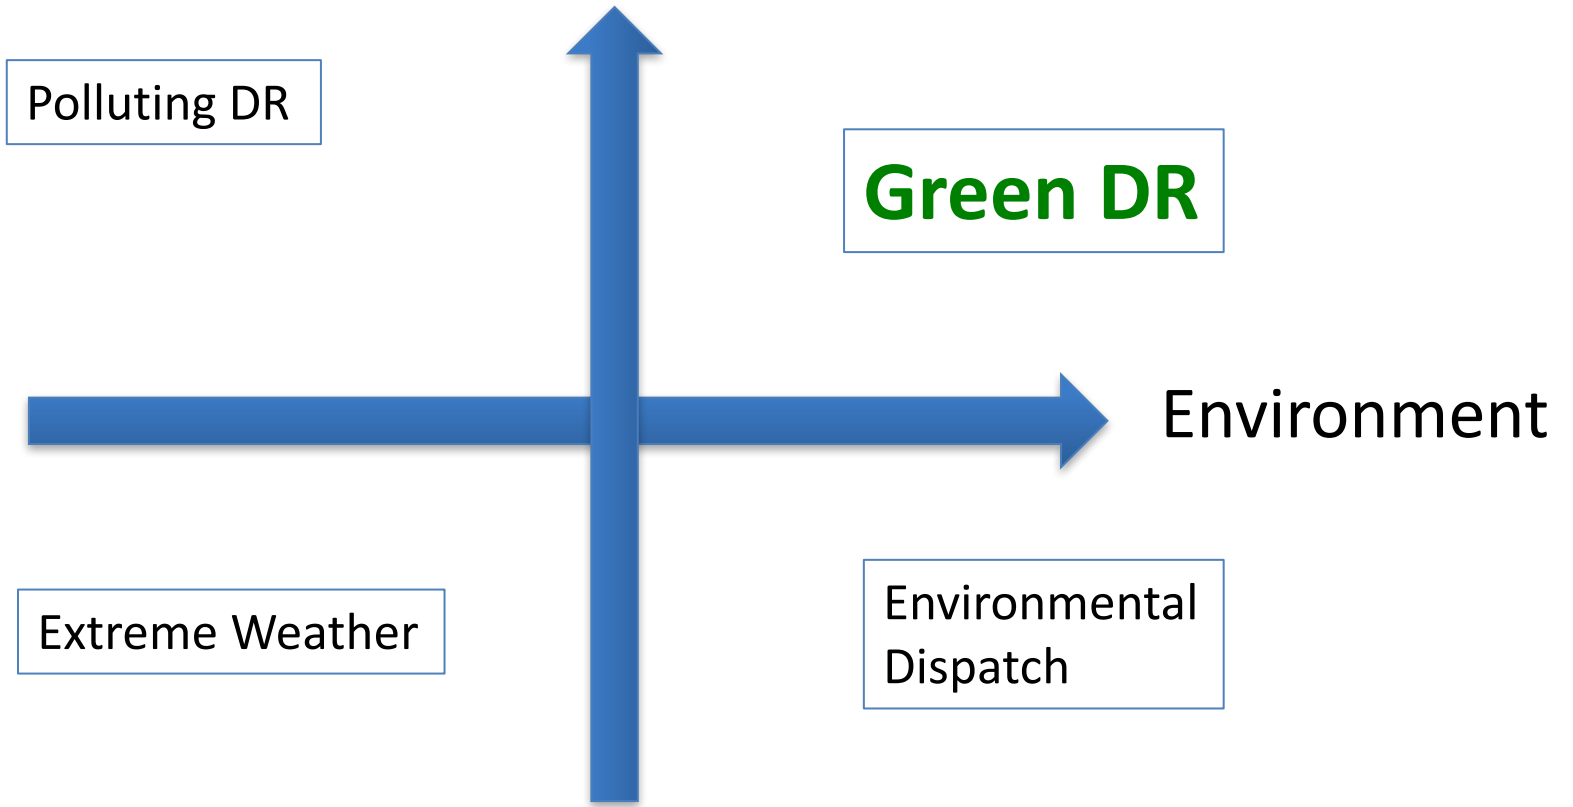 Polluting DR
Green DR
Environment
Extreme Weather
Environmental
Dispatch